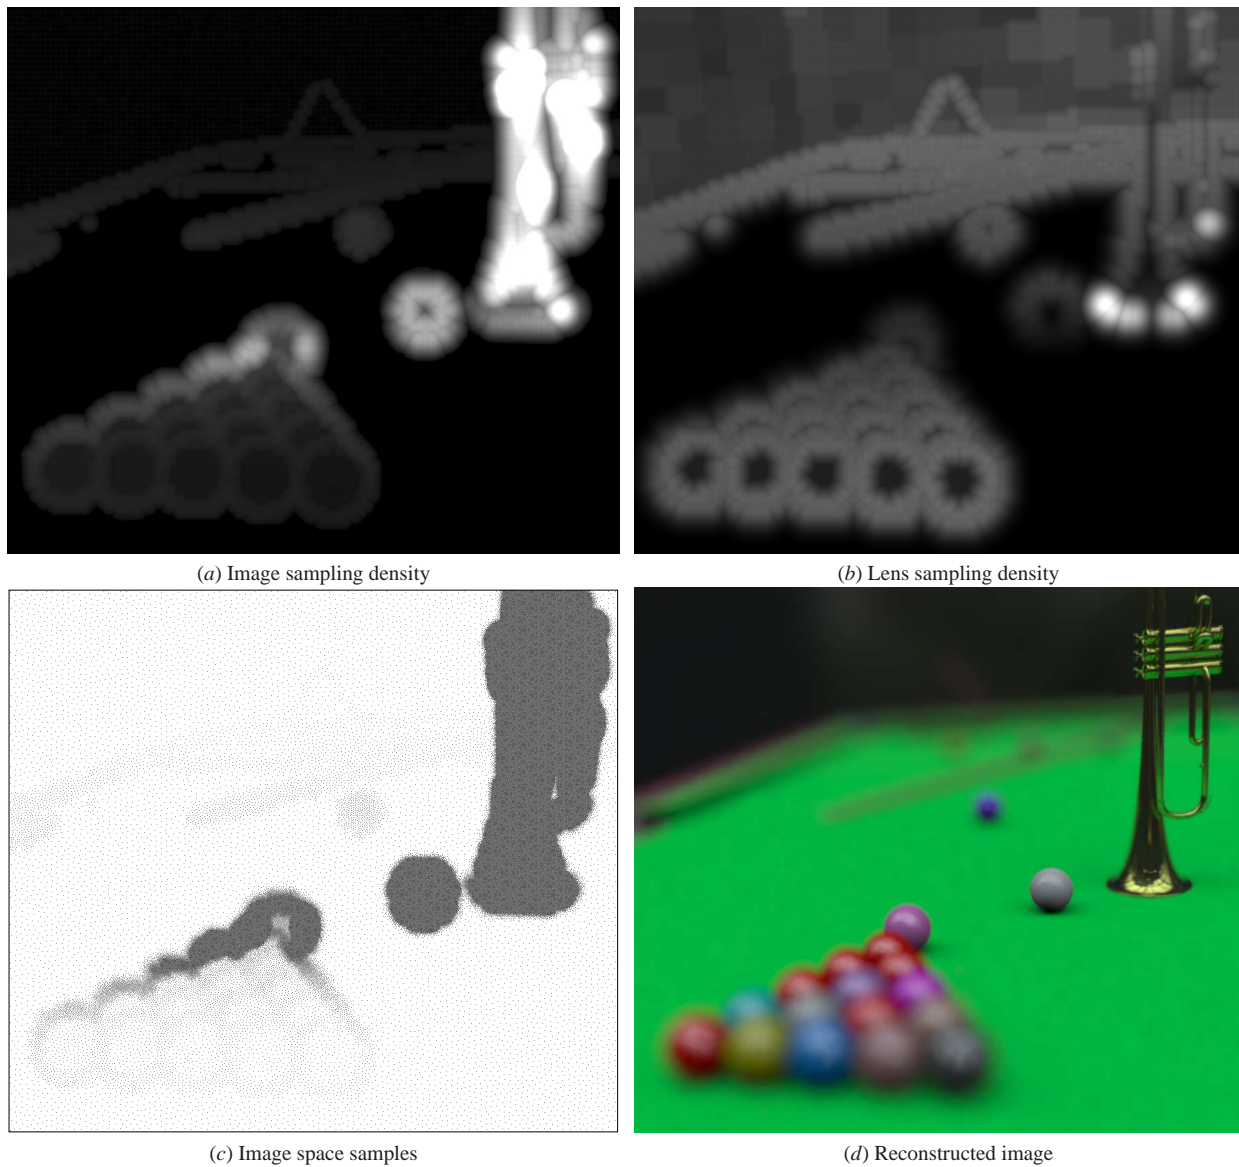 (a) Image sampling density
(b) Lens sampling density
(c) Image space samples
(d) Reconstructed image